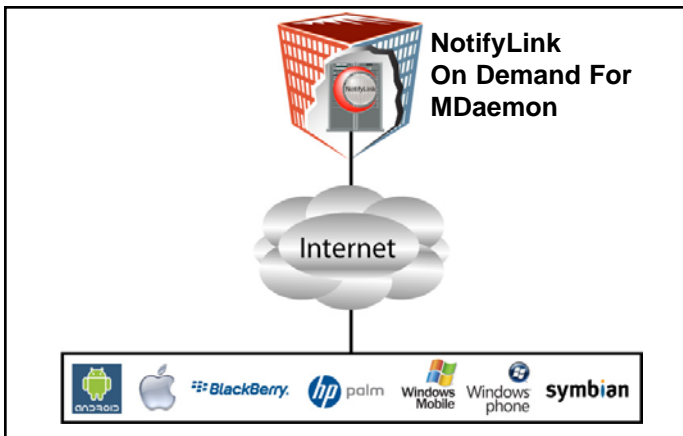 NotifyLink
On Demand For
MDaemon
NotifyLink
Internet
ANDROID
BlackBerry.
hp palm
Windows Mobile
Windows phone
symbian